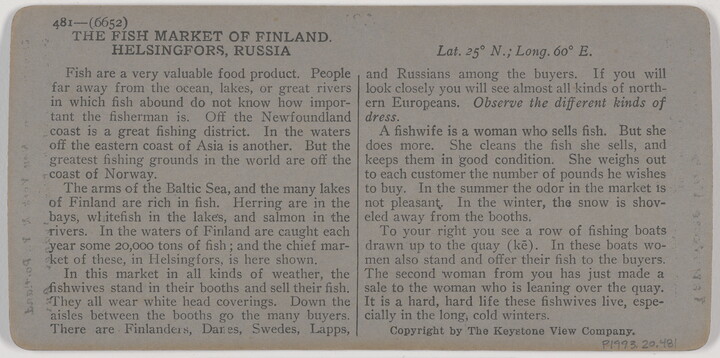 481—(6652)
THE FISH MARKET OF FINLAND.
HELSINGFORS, RUSSIA
Lat. 25° N.; Long. 60° E.
Fish are a very valuable food product. People
far away from the ocean, lakes, or great rivers
in which fish abound do not know how impor-
tant the fisherman is. Off the Newfoundland
coast is a great fishing district. In the waters
off the eastern coast of Asia is another. But the
greatest fishing grounds in the world are off the
coast of Norway.
The arms of the Baltic Sea, and the many lakes
of Finland are rich in fish. Herring are in the
bays, whitefish in the lakes, and salmon in the
rivers. In the waters of Finland are caught each
year some 20,000 tons of fish; and the chief mar-
ket of these, in Helsingfors, is here shown.
In this market in all kinds of weather, the
fishwives stand in their booths and sell their fish.
They all wear white head coverings. Down the
aisles between the booths go the many buyers.
There are Finlanders, Danes, Swedes, Lapps,
and Russians among the buyers. If you will
look closely you will see almost all kinds of north-
ern Europeans. Observe the different kinds of
dress.
A fishwife is a woman who sells fish. But she
does more. She cleans the fish she sells, and
keeps them in good condition. She weighs out
to each customer the number of pounds he wishes
to buy. In the summer the odor in the market is
not pleasant. In the winter, the snow is shov-
eled away from the booths.
To your right you see a row of fishing boats
drawn up to the quay (kē). In these boats wo-
men also stand and offer their fish to the buyers.
The second woman from you has just made a
sale to the woman who is leaning over the quay.
It is a hard, hard life these fishwives live, espe-
cially in the long, cold winters.
Copyright by The Keystone View Company.
P1993.20.481